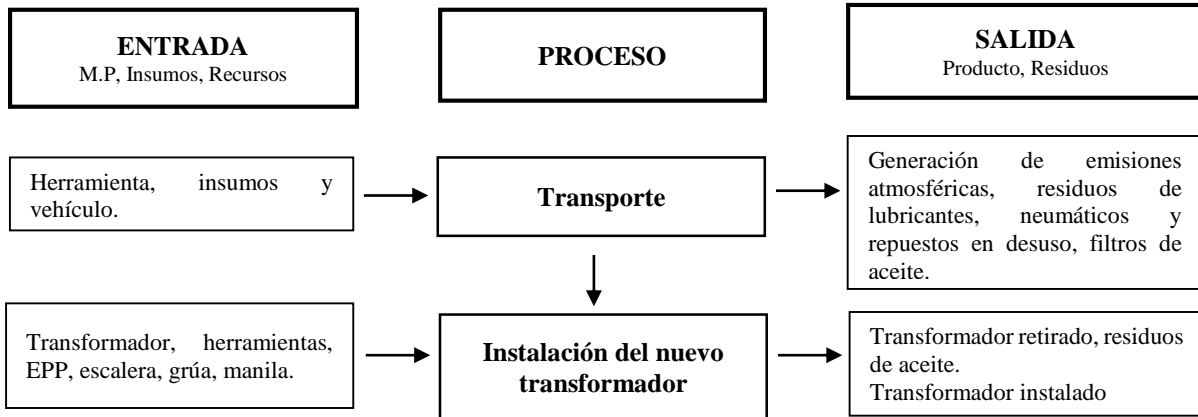 ENTRADA
M.P, Insumos, Recursos
PROCESO
SALIDA
Producto, Residuos
Herramienta, insumos y
vehículo.
Transporte
Generación de emisiones
atmosféricas, residuos de
lubricantes, neumáticos y
repuestos en desuso, filtros de
aceite.
Transformador, herramientas,
EPP, escalera, grúa, manila.
Instalación del nuevo
transformador
Transformador retirado, residuos
de aceite.
Transformador instalado